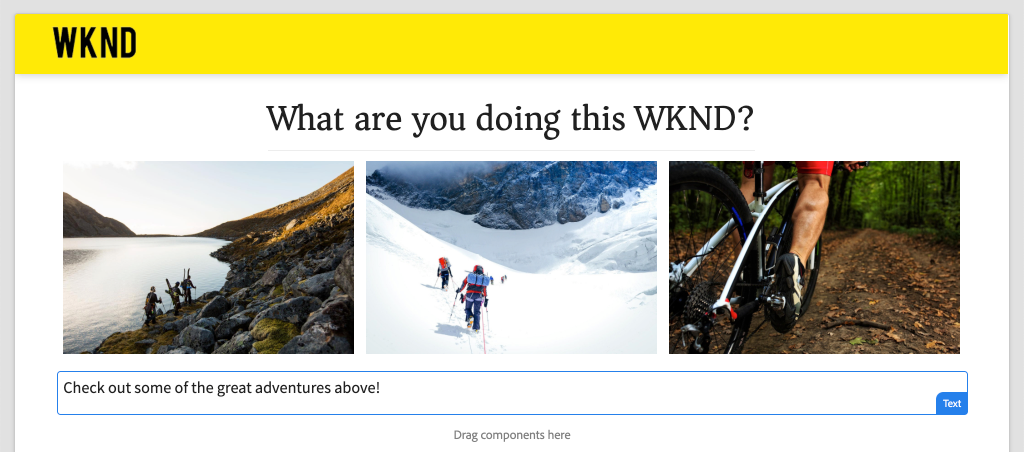 WKND
What are you doing this WKND?
Check out some of the great adventures above!
Text
Drag components here